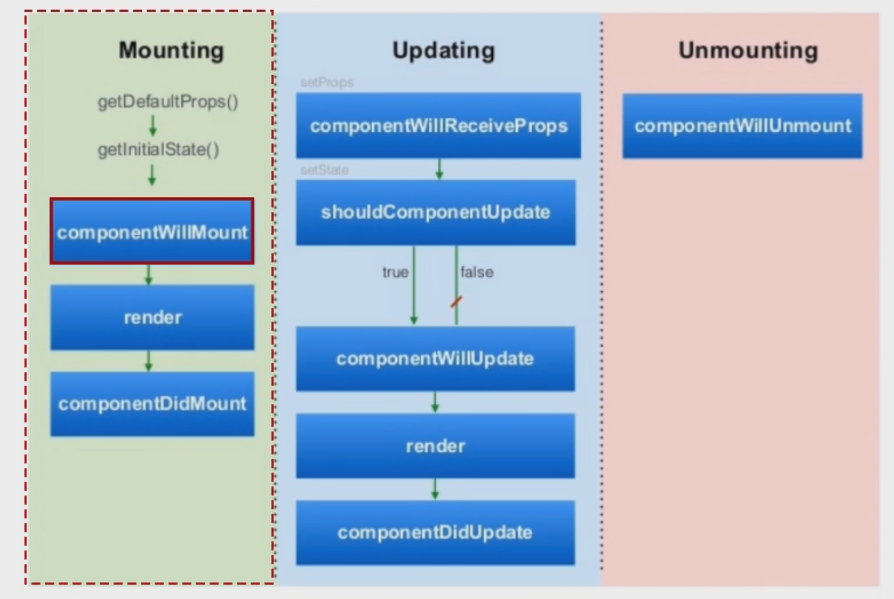 Mounting
getDefaultProps()
getInitialState()
componentWillMount
render
componentDidMount
Updating
setProps
componentWillReceiveProps
setState
shouldComponentUpdate
true
false
componentWillUpdate
render
componentDidUpdate
Unmounting
componentWillUnmount